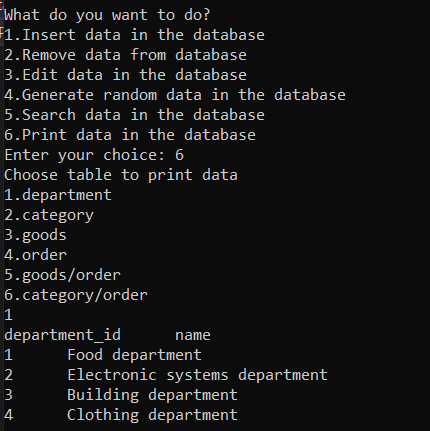 What do you want to do?
1.Insert data in the database
2.Remove data from database
3.Edit data in the database
4.Generate random data in the database
5.Search data in the database
6.Print data in the database
Enter your choice: 6
Choose table to print data
1.department
2.category
3.goods
4.order
5.goods/order
6.category/order
1
department_id      name
1      Food department
2      Electronic systems department
3      Building department
4      Clothing department